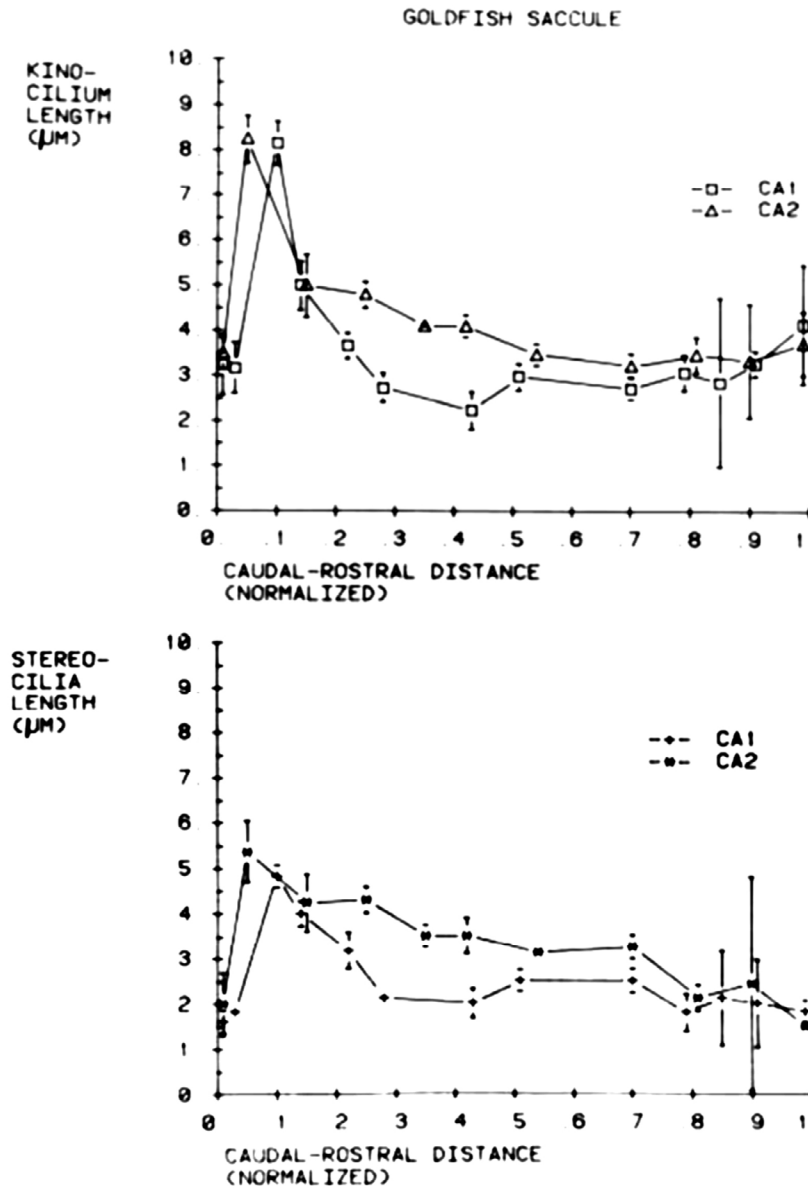 GOLDFISH SACCULE
KINO-
CILIUM
LENGTH
(µM)
10
9
8
7
6
5
4
3
2
1
0
CA1
CA2
0 .1 .2 .3 .4 .5 .6 .7 .8 .9 1.
CAUDAL-ROSTRAL DISTANCE
(NORMALIZED)
STEREO-
CILIA
LENGTH
(µM)
10
9
8
7
6
5
4
3
2
1
0
CA1
CA2
0 .1 .2 .3 .4 .5 .6 .7 .8 .9 1.
CAUDAL-ROSTRAL DISTANCE
(NORMALIZED)